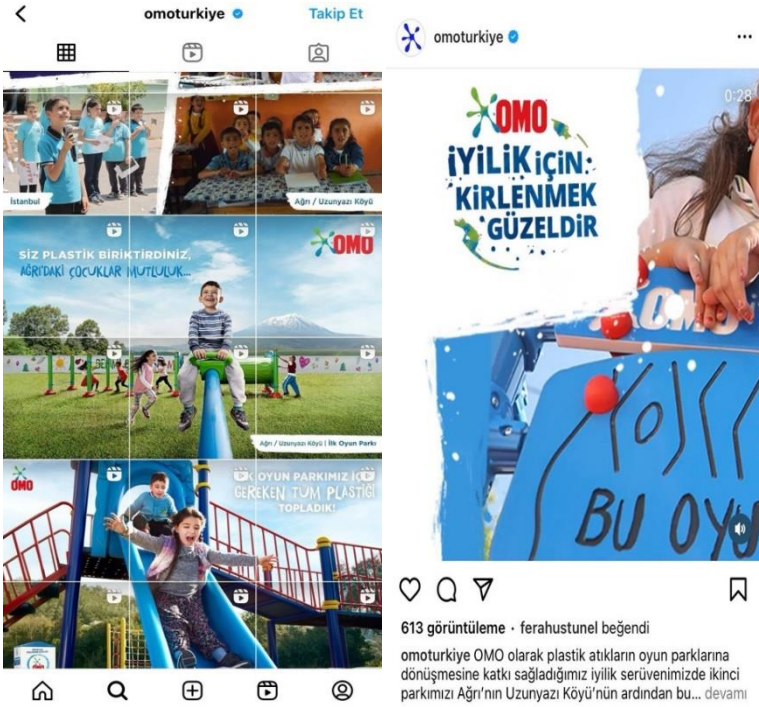 omoturkiye
Takip Et
İstanbul
Ağrı / Uzunyazı Köyü
SİZ PLASTİK BİRİKTİRDİNİZ,
AĞRI'DAKİ ÇOCUKLAR MUTLULUK...
OMO
Ağrı / Uzunyazı Köyü | İlk Oyun Parkı
OMO
OYUN PARKIMIZ
GEREKEN TÜM PLASTİĞİ
TOPLADIK!
OMO
omoturkiye
0:28
OMO
İYİLİK İÇİN
KİRLENMEK
GÜZELDİR
OMO
BU OYU
613 görüntüleme · ferahustunel beğendi
omoturkiye OMO olarak plastik atıkların oyun parklarına
dönüşmesine katkı sağladığımız iyilik serüvenimizde ikinci
parkımızı Ağrı'nın Uzunyazı Köyü'nün ardından bu... devamı